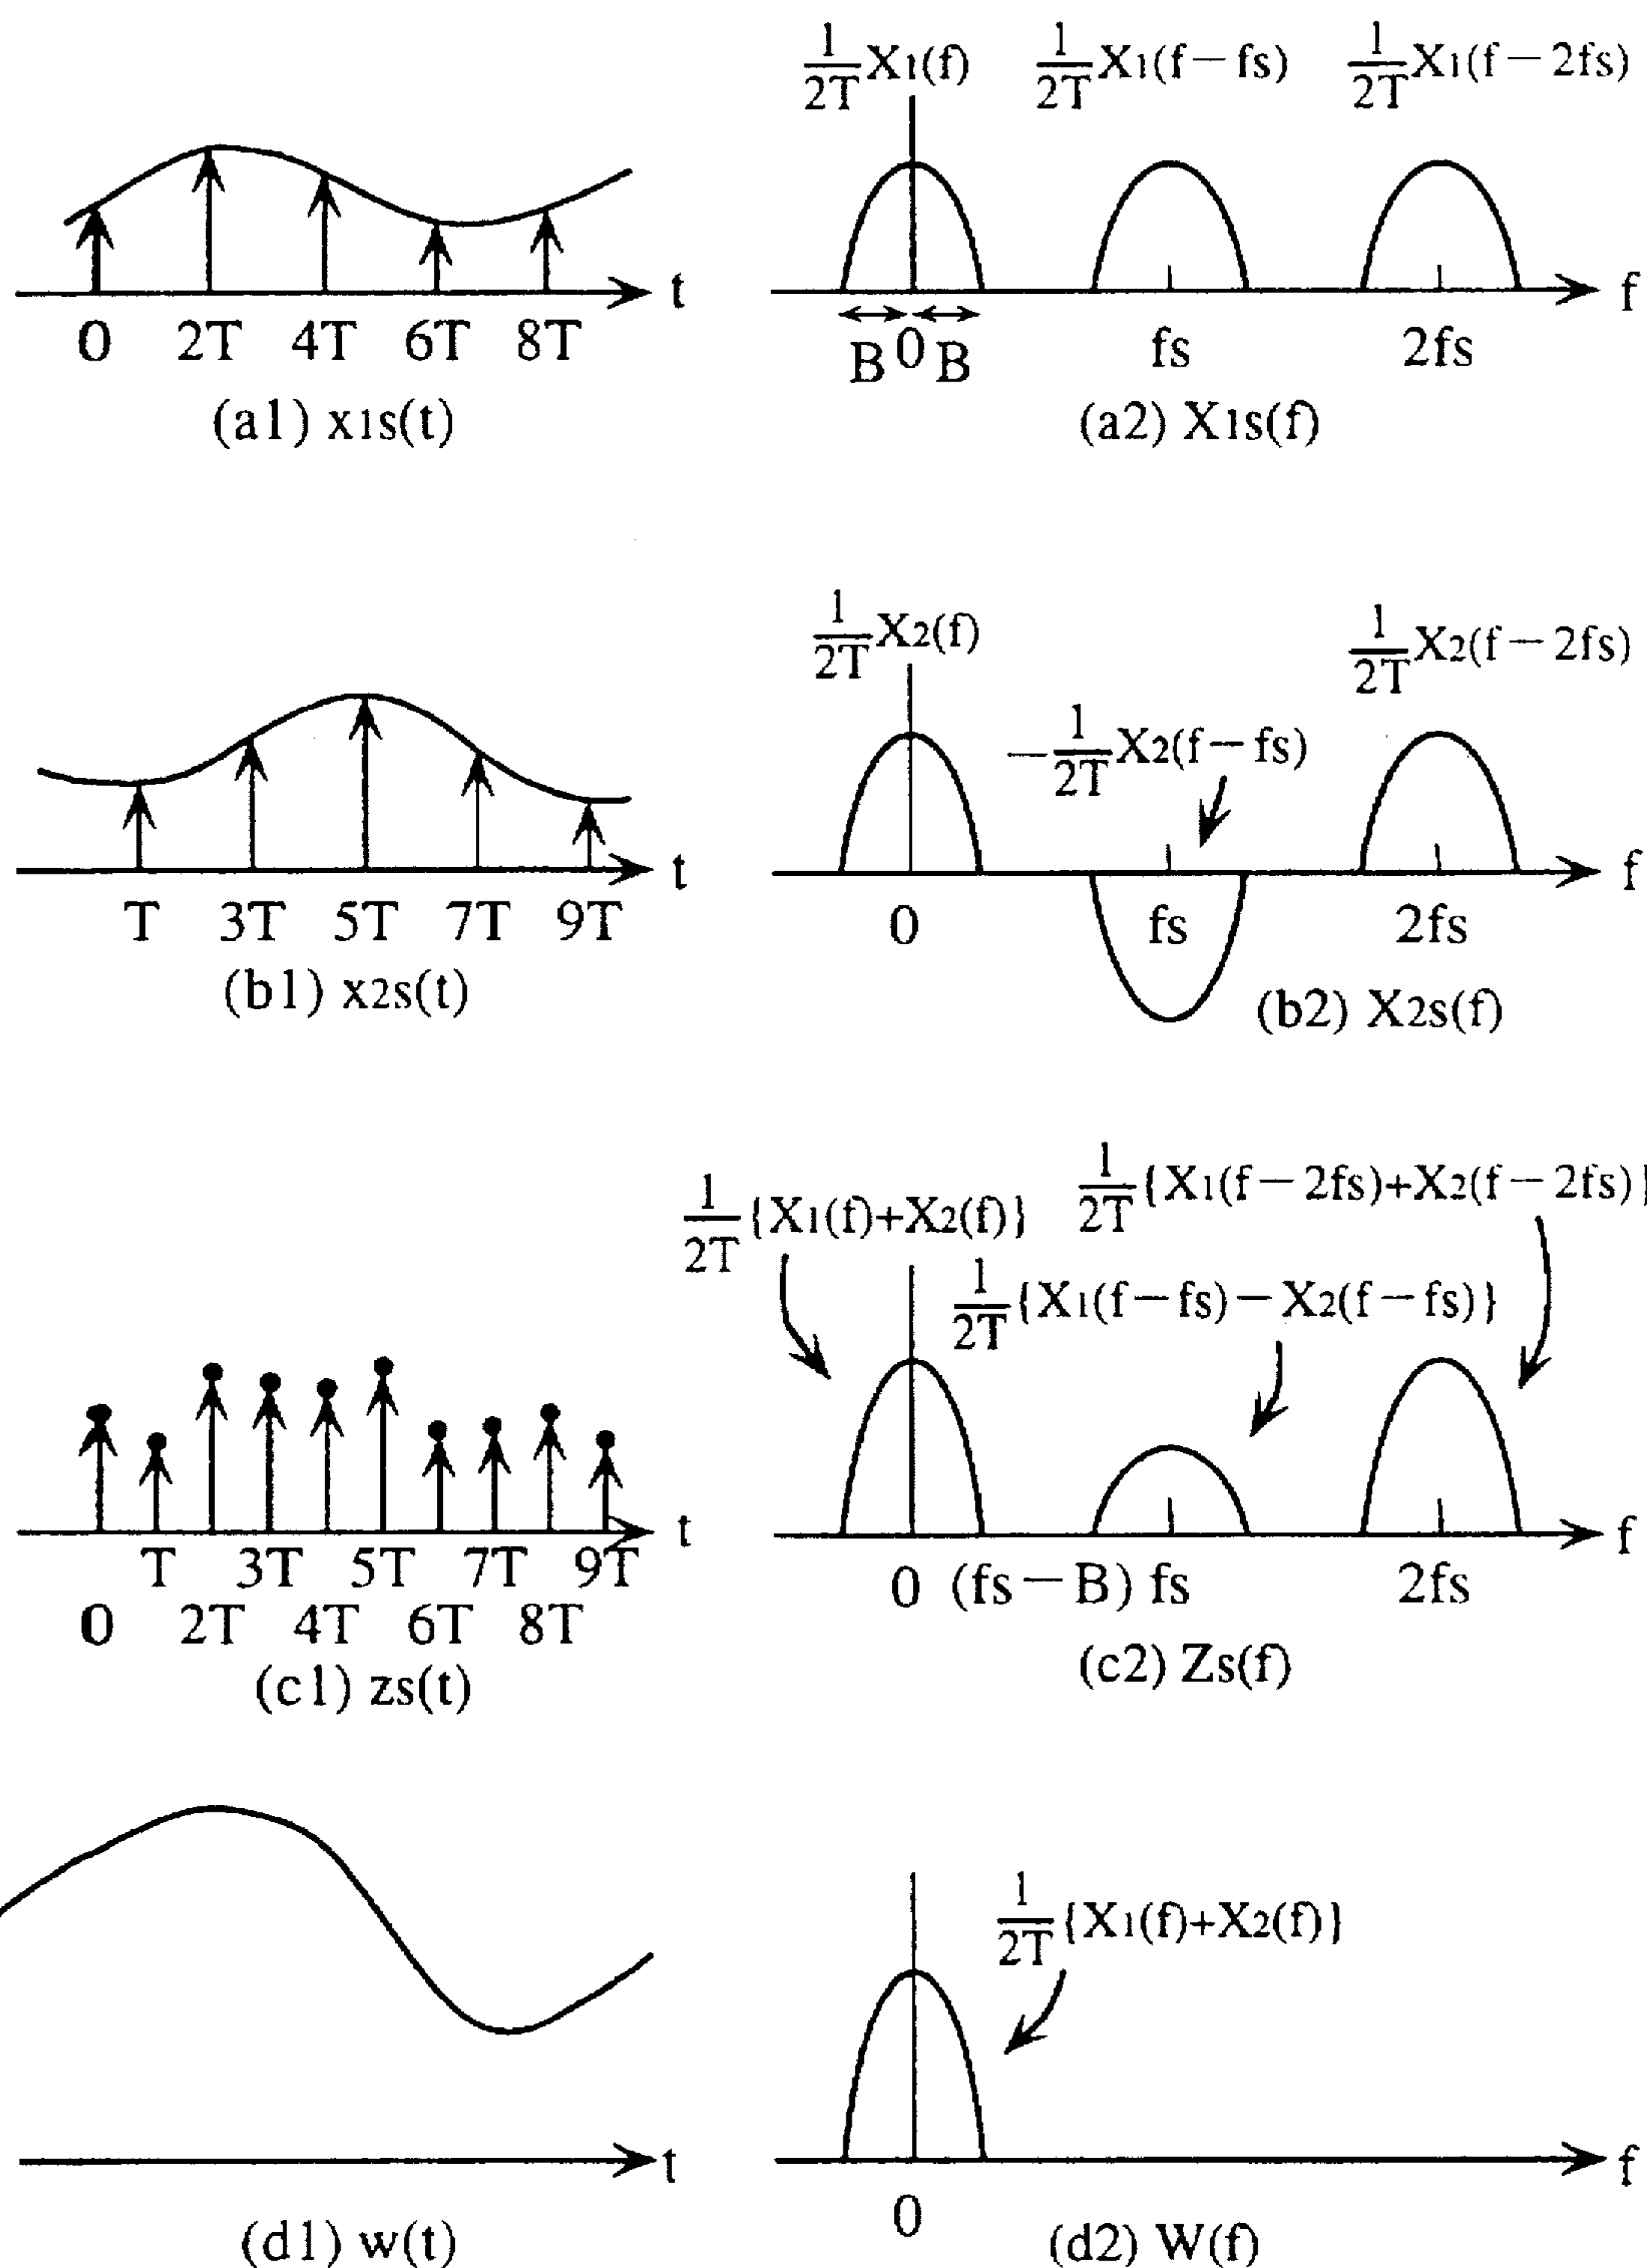 1/2T X1(f) 1/2T X1(f−fs) 1/2T X1(f−2fs)
t
0 2T 4T 6T 8T
(a1) x1s(t)
f
B 0 B fs 2fs
(a2) X1s(f)
1/2T X2(f) 1/2T X2(f−2fs)
−1/2T X2(f−fs)
t
T 3T 5T 7T 9T
(b1) x2s(t)
f
0 fs 2fs
(b2) X2s(f)
1/2T {X1(f)+X2(f)} 1/2T {X1(f−2fs)+X2(f−2fs)}
1/2T {X1(f−fs)−X2(f−fs)}
t
T 3T 5T 7T 9T
0 2T 4T 6T 8T
(c1) zs(t)
f
0 (fs−B) fs 2fs
(c2) Zs(f)
1/2T {X1(f)+X2(f)}
t
(d1) w(t)
f
0
(d2) W(f)